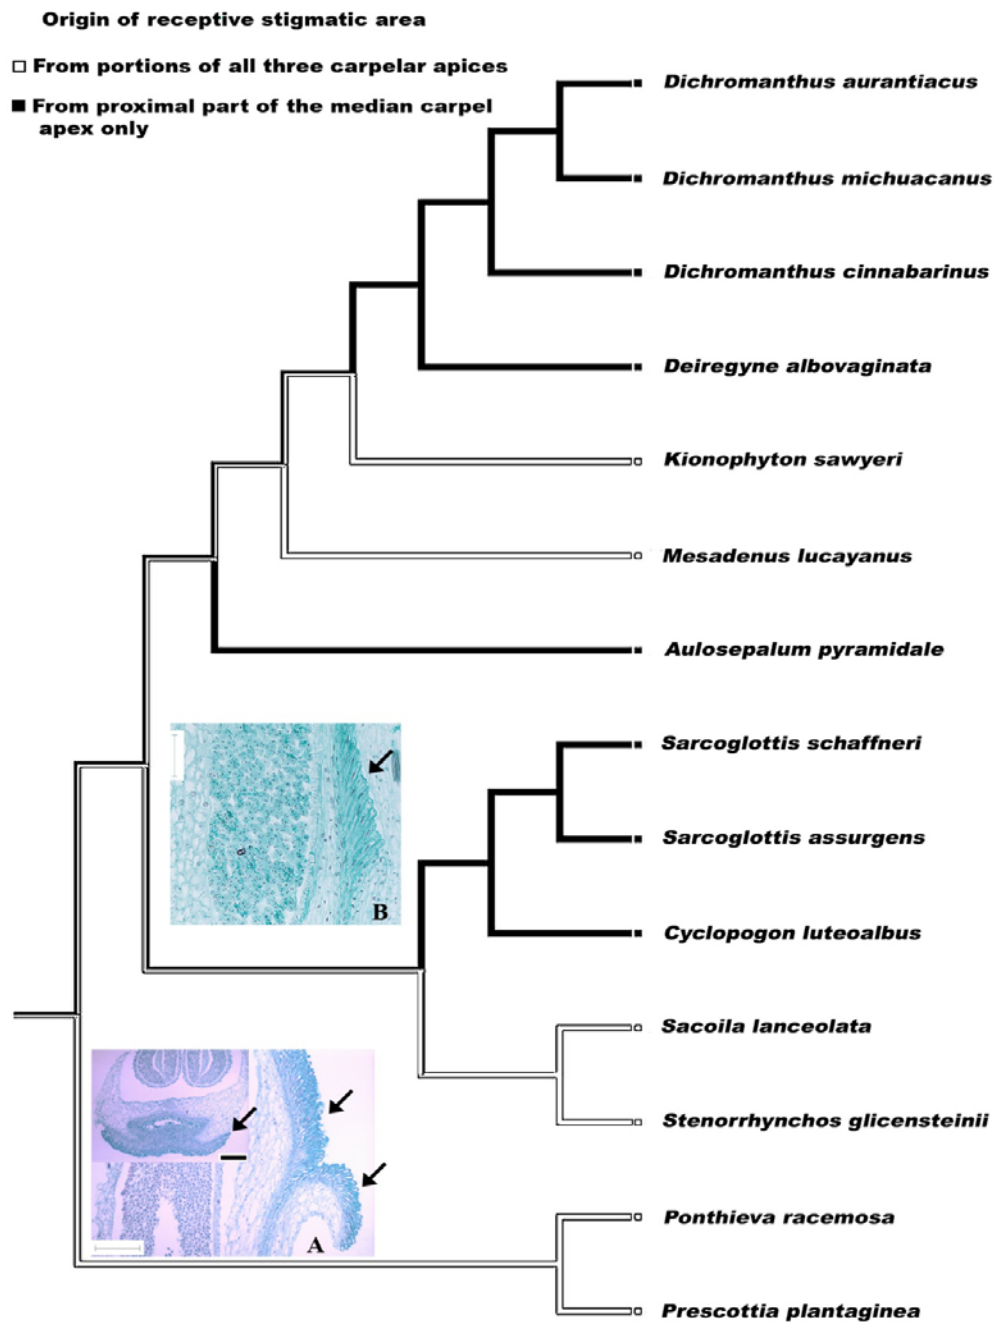 Origin of receptive stigmatic area
From portions of all three carpelar apices
From proximal part of the median carpel
apex only
Dichromanthus aurantiacus
Dichromanthus michuacanus
Dichromanthus cinnabarinus
Deiregyne albovaginata
Kionophyton sawyeri
Mesadenus lucayanus
Aulosepalum pyramidale
Sarcoglottis schaffneri
Sarcoglottis assurgens
B
Cyclopogon luteoalbus
Sacoila lanceolata
Stenorrhynchos glicensteinii
Ponthieva racemosa
A
Prescottia plantaginea